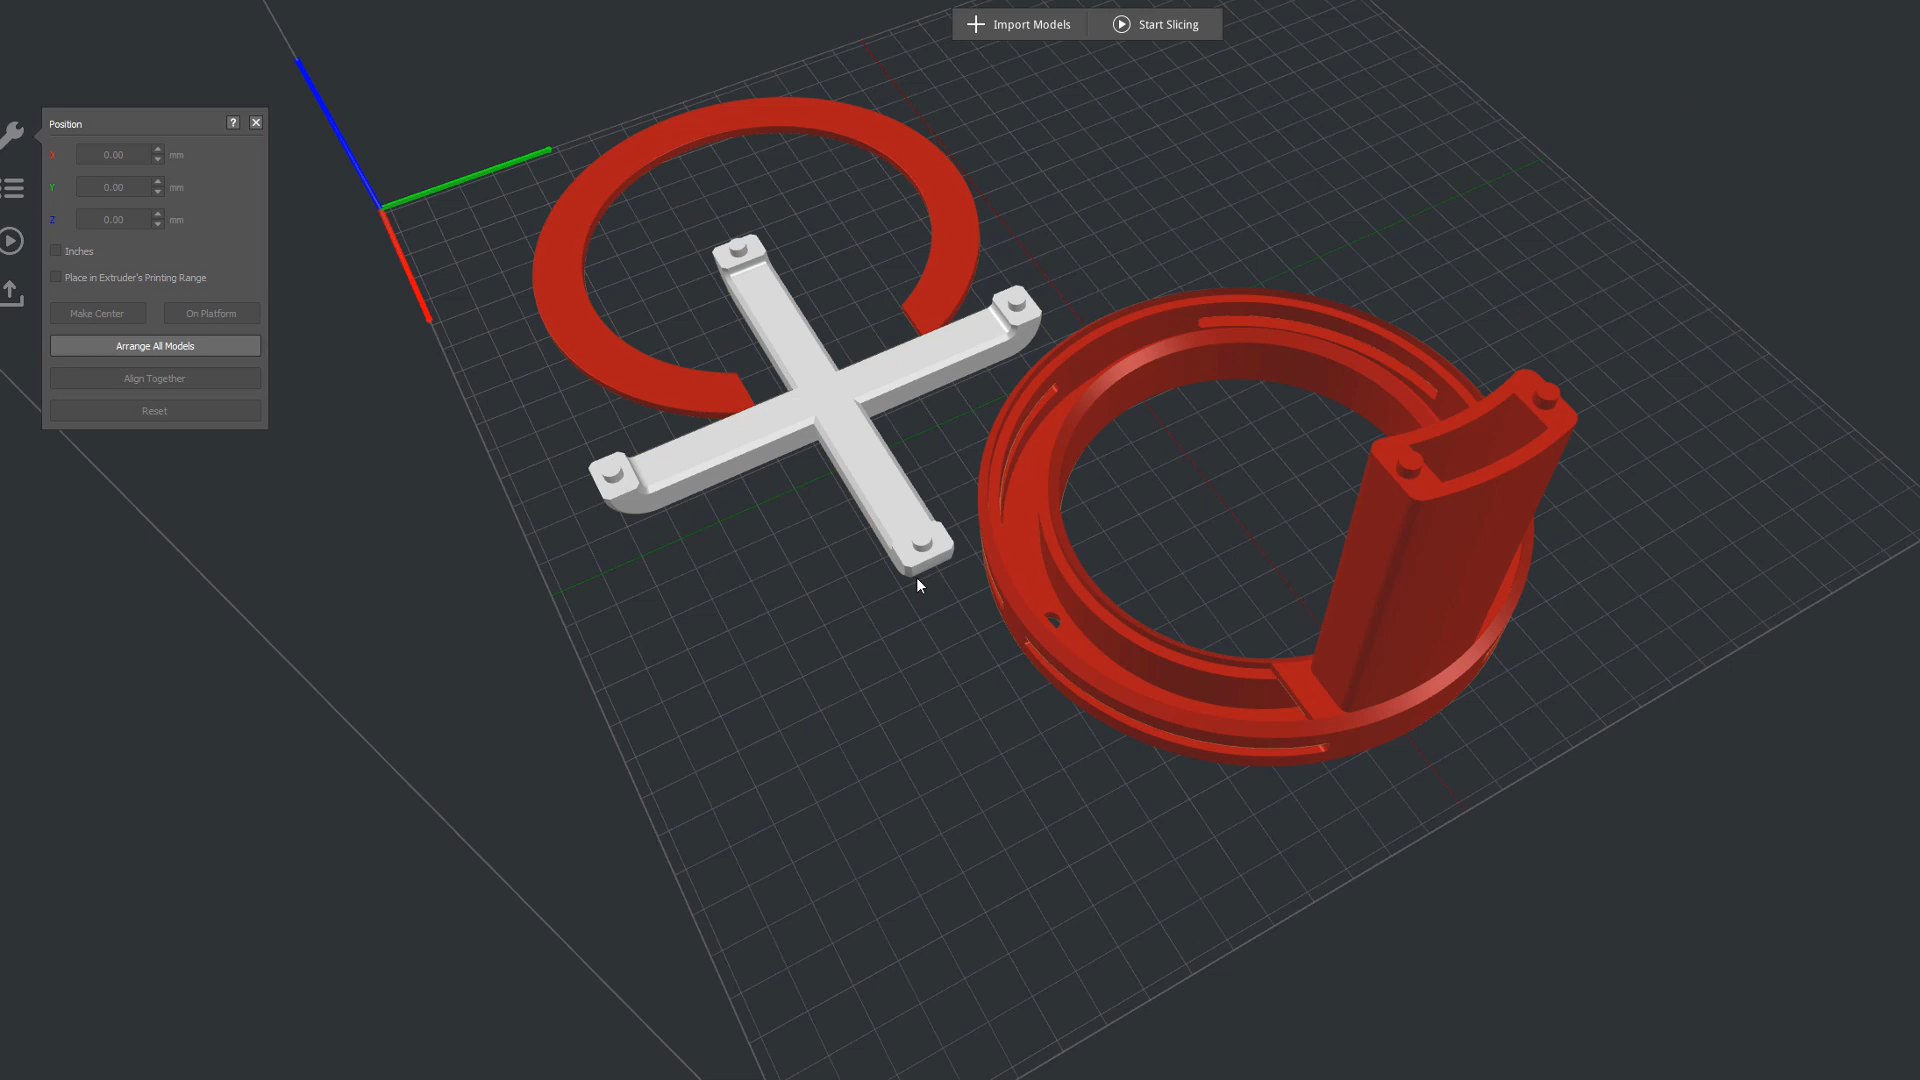 Import Models
Start Slicing
Position
?
X 0.00 mm
Y 0.00 mm
Z 0.00 mm
Inches
Place in Extruder's Printing Range
Make Center
On Platform
Arrange All Models
Align Together
Reset